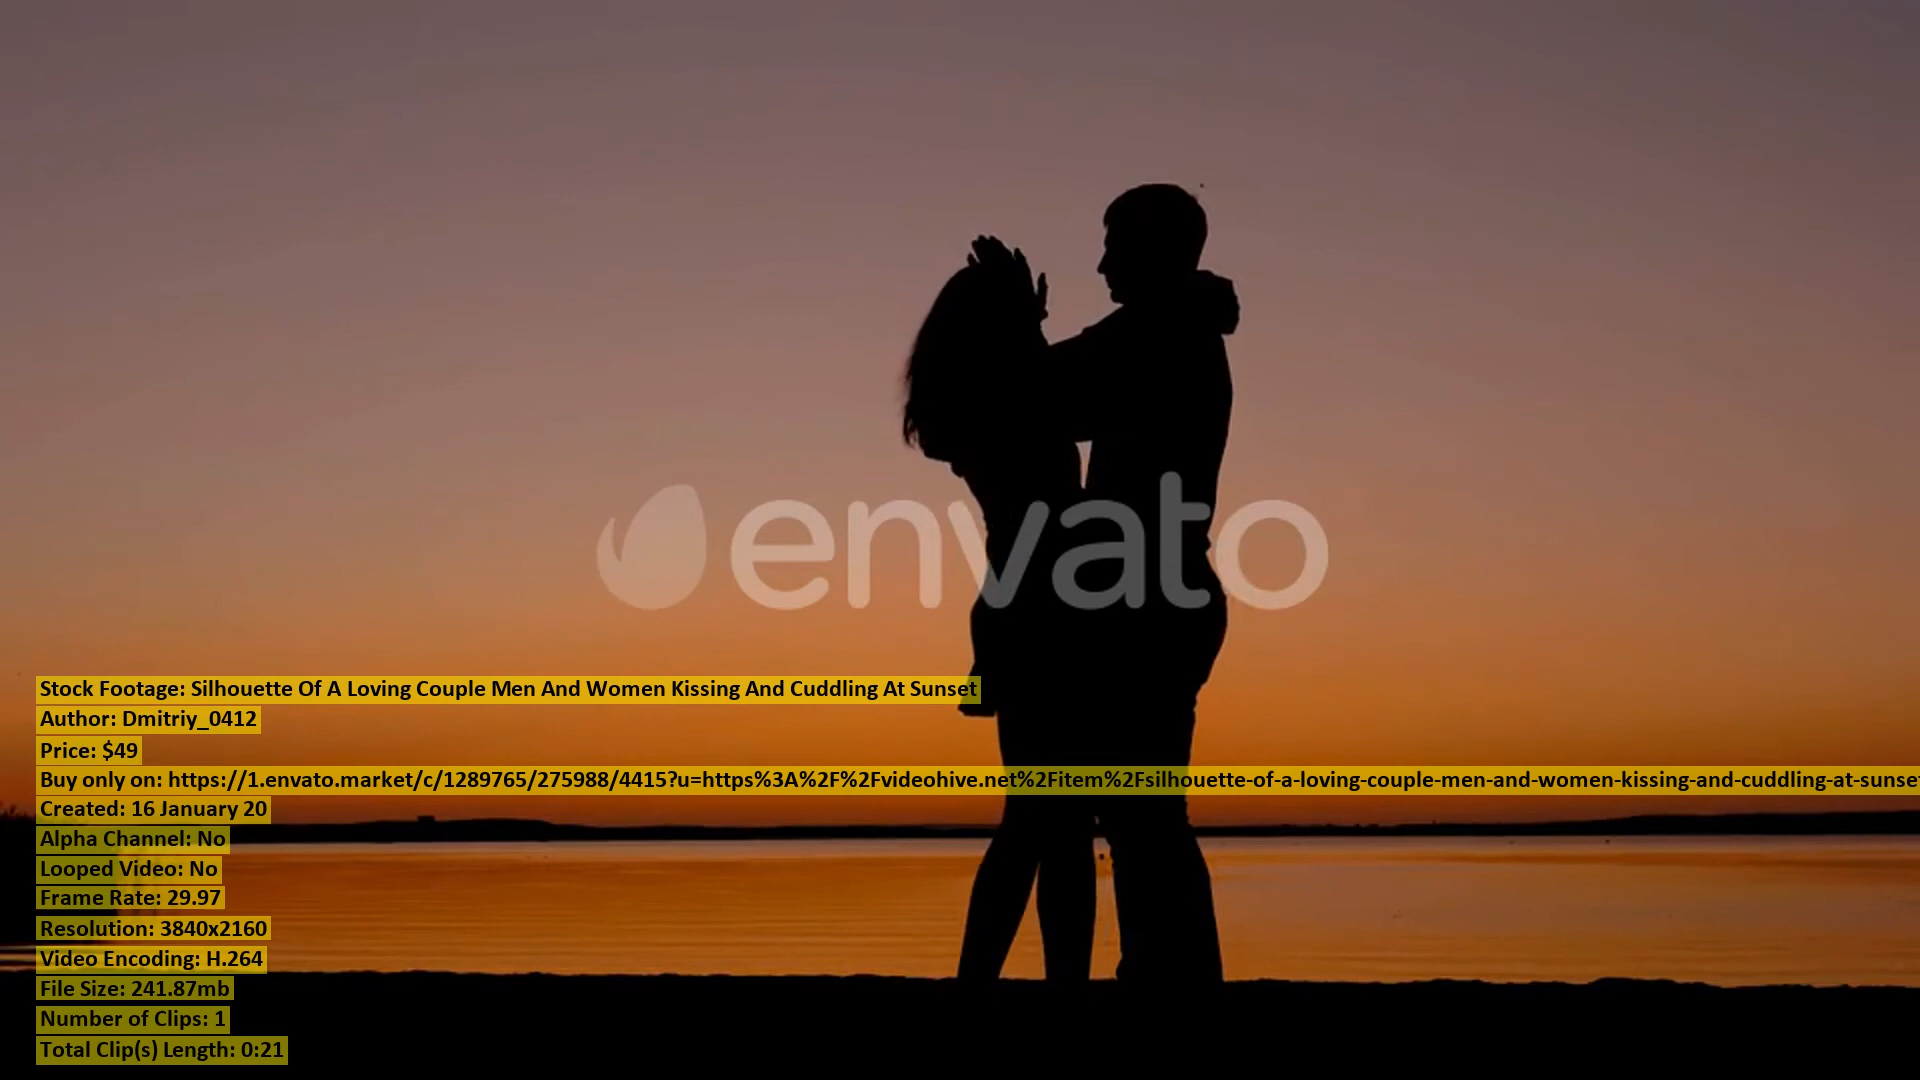 envato
Stock Footage: Silhouette Of A Loving Couple Men And Women Kissing And Cuddling At Sunset
Author: Dmitriy_0412
Price: $49
Buy only on: https://1.envato.market/c/1289765/275988/4415?u=https%3A%2F%2Fvideohive.net%2Fitem%2Fsilhouette-of-a-loving-couple-men-and-women-kissing-and-cuddling-at-sunset
Created: 16 January 20
Alpha Channel: No
Looped Video: No
Frame Rate: 29.97
Resolution: 3840x2160
Video Encoding: H.264
File Size: 241.87mb
Number of Clips: 1
Total Clip(s) Length: 0:21